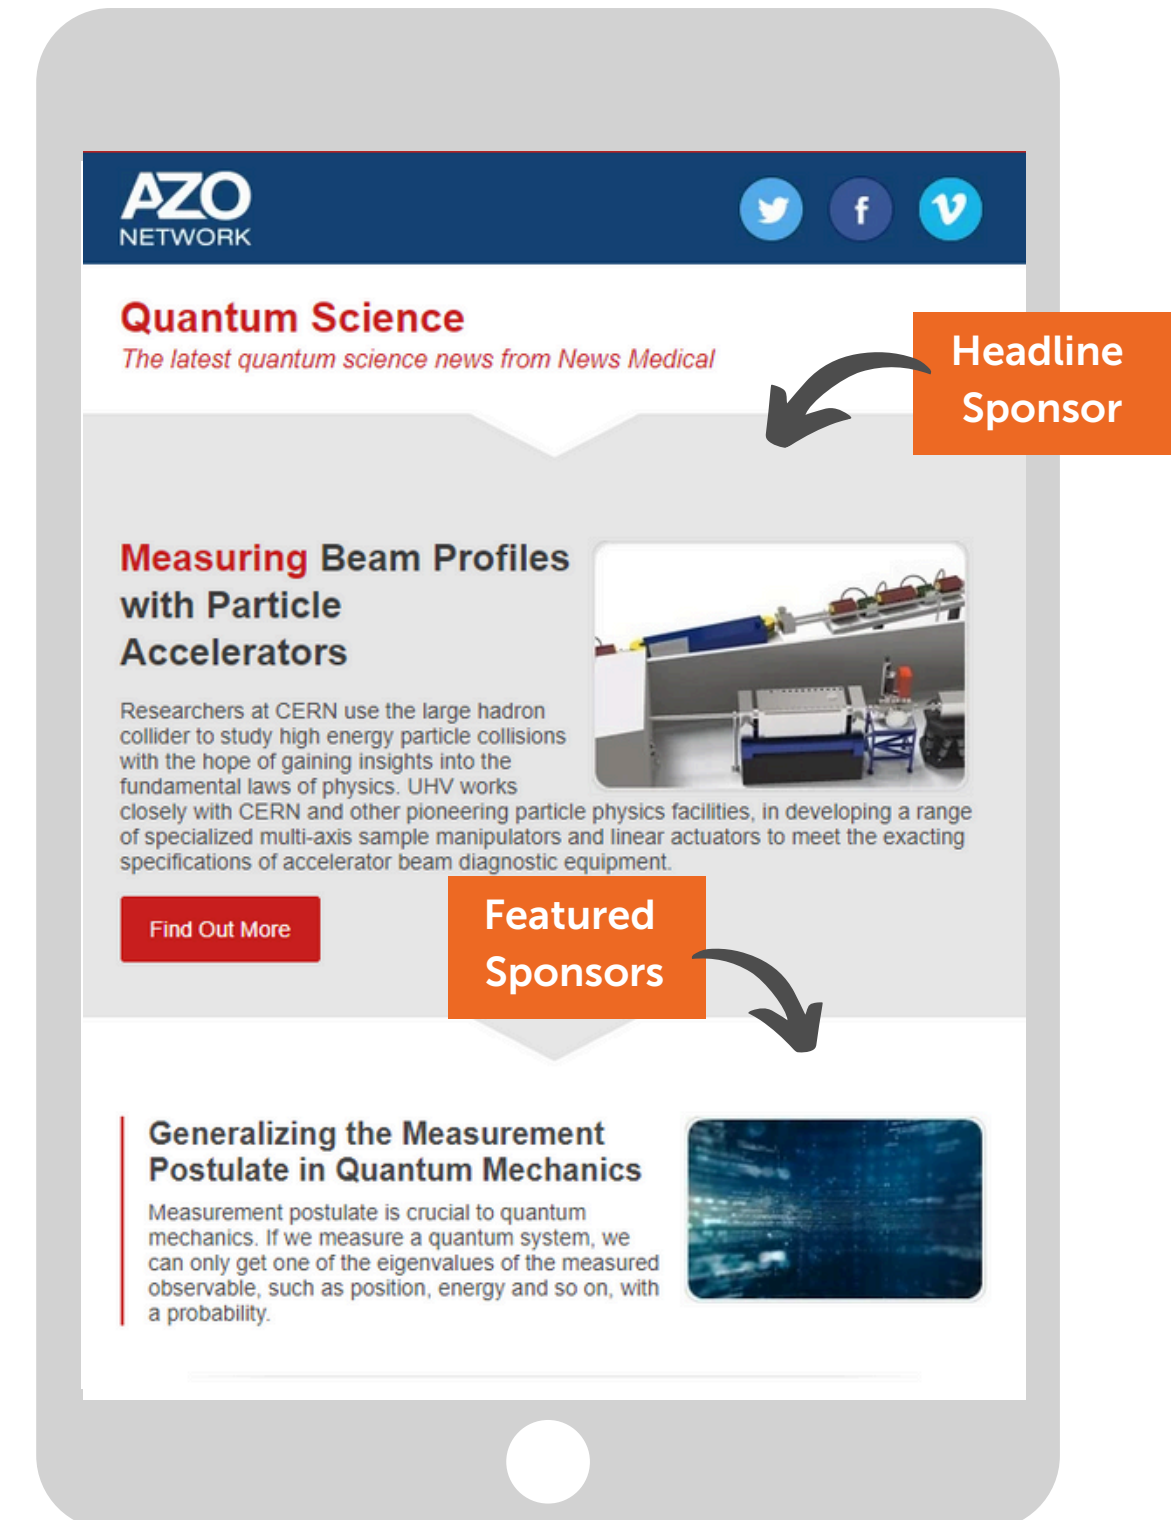 AZO
NETWORK
f
Quantum Science
The latest quantum science news from News Medical
Headline
Sponsor
Measuring Beam Profiles
with Particle
Accelerators
Researchers at CERN use the large hadron
collider to study high energy particle collisions
with the hope of gaining insights into the
fundamental laws of physics. UHV works
closely with CERN and other pioneering particle physics facilities, in developing a range
of specialized multi-axis sample manipulators and linear actuators to meet the exacting
specifications of accelerator beam diagnostic equipment.
Find Out More
Featured
Sponsors
Generalizing the Measurement
Postulate in Quantum Mechanics
Measurement postulate is crucial to quantum
mechanics. If we measure a quantum system, we
can only get one of the eigenvalues of the measured
observable, such as position, energy and so on, with
a probability.